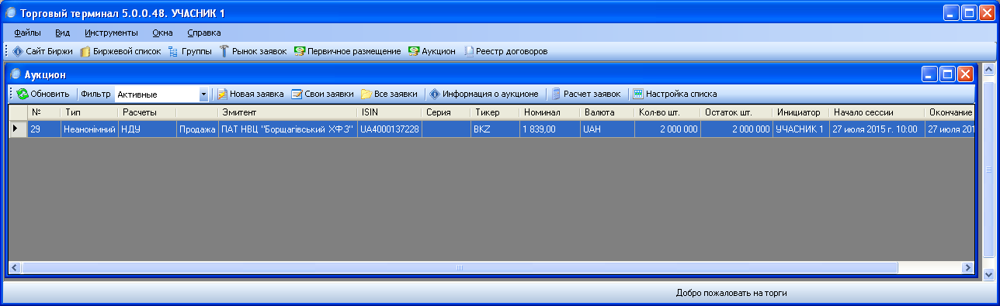 Торговый терминал 5.0.0.48. УЧАСНИК 1
Файлы Вид Инструменты Окна Справка
Сайт Биржи Биржевой список Группы Рынок заявок Первичное размещение Аукцион Реестр договоров
Аукцион
Обновить Фильтр Активные Новая заявка Свои заявки Все заявки Информация о аукционе Расчет заявок Настройка списка
№ Тип Расчеты Эмитент ISIN Серия Тикер Номинал Валюта Кол-во шт. Остаток шт. Инициатор Начало сессии Окончание
29 Неанонімний НДУ Продажа ПАТ НВЦ "Борщагівський ХФЗ" UA4000137228 BKZ 1 839,00 UAH 2 000 000 2 000 000 УЧАСНИК 1 27 июля 2015 г. 10:00 27 июля 201
Добро пожаловать на торги